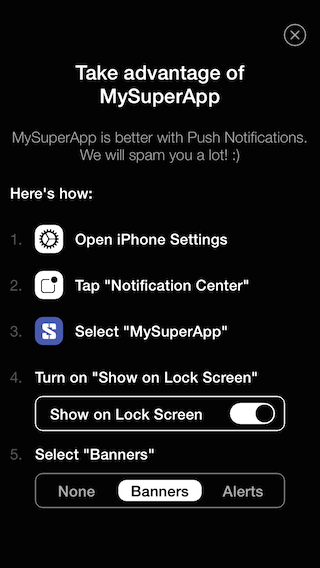 Take advantage of
MySuperApp
MySuperApp is better with Push Notifications.
We will spam you a lot! :)
Here's how:
1. Open iPhone Settings
2. Tap "Notification Center"
3. Select "MySuperApp"
4. Turn on "Show on Lock Screen"
Show on Lock Screen
5. Select "Banners"
None Banners Alerts